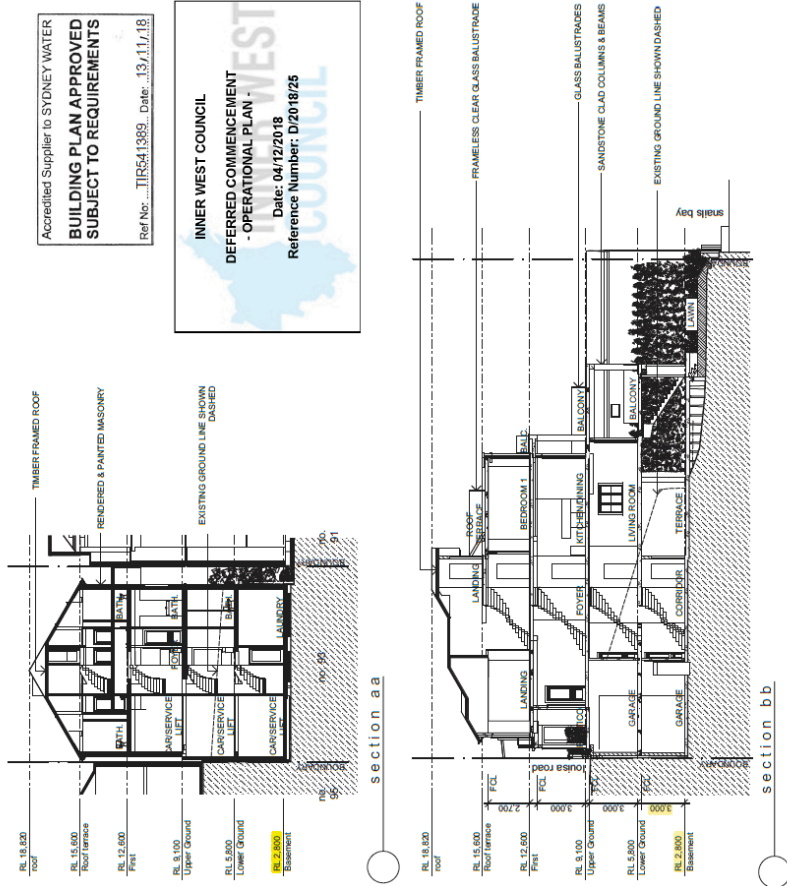 Accredited Supplier to SYDNEY WATER
BUILDING PLAN APPROVED
SUBJECT TO REQUIREMENTS
Ref No: TIR541389 Date: 13/11/18
INNER WEST
COUNCIL
INNER WEST COUNCIL
DEFERRED COMMENCEMENT
- OPERATIONAL PLAN -
Date: 04/12/2018
Reference Number: D/2018/25
TIMBER FRAMED ROOF
RENDERED & PAINTED MASONRY
EXISTING GROUND LINE SHOWN
DASHED
RL 18,820
roof
RL 15,600
Roof terrace
RL 12,600
First
RL 9,100
Upper Ground
RL 5,800
Lower Ground
RL 2,800
Basement
BATH.
BATH.
CAR/SERVICE
LIFT
FOYER
BATH.
CAR/SERVICE
LIFT
BATH.
CAR/SERVICE
LIFT
LAUNDRY
BOUNDARY
BOUNDARY
no. 95
no. 93
no. 91
section aa
TIMBER FRAMED ROOF
FRAMELESS CLEAR GLASS BALUSTRADE
GLASS BALUSTRADES
SANDSTONE CLAD COLUMNS & BEAMS
EXISTING GROUND LINE SHOWN DASHED
RL 18,820
roof
RL 15,600
Roof terrace
RL 12,600
First
RL 9,100
Upper Ground
RL 5,800
Lower Ground
RL 2,800
Basement
FCL
2,700
FCL
3,000
FCL
3,000
FCL
3,000
LANDING
ROOF
TERRACE
LANDING
BEDROOM 1
BALC.
FOYER
KITCHEN/DINING
BALCONY
GARAGE
LIVING ROOM
BALCONY
GARAGE
CORRIDOR
TERRACE
LAWN
louisa road
BOUNDARY
BOUNDARY
snails bay
section bb